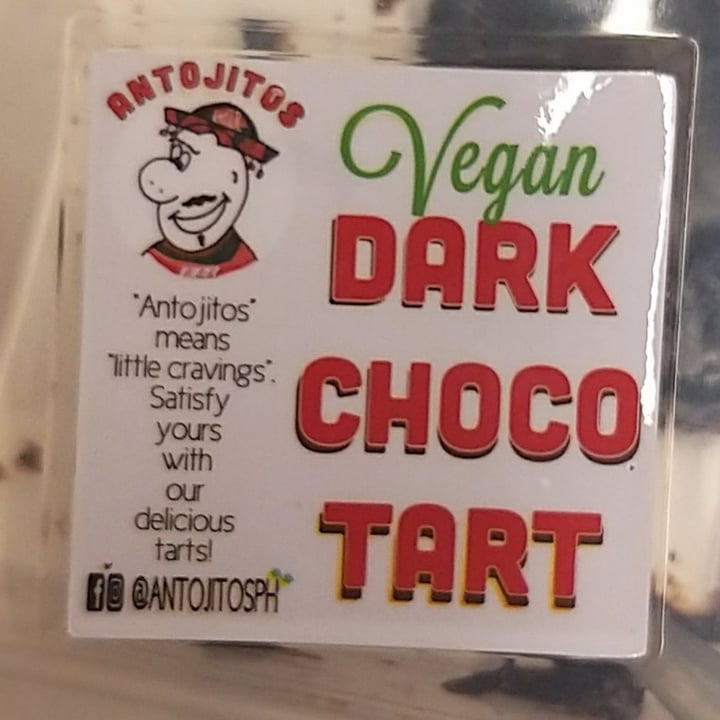 ANTOJITOS
"Antojitos"
means
"little cravings".
Satisfy
yours
with
our
delicious
tarts!
@ANTOJITOSPH
Vegan
DARK
CHOCO
TART